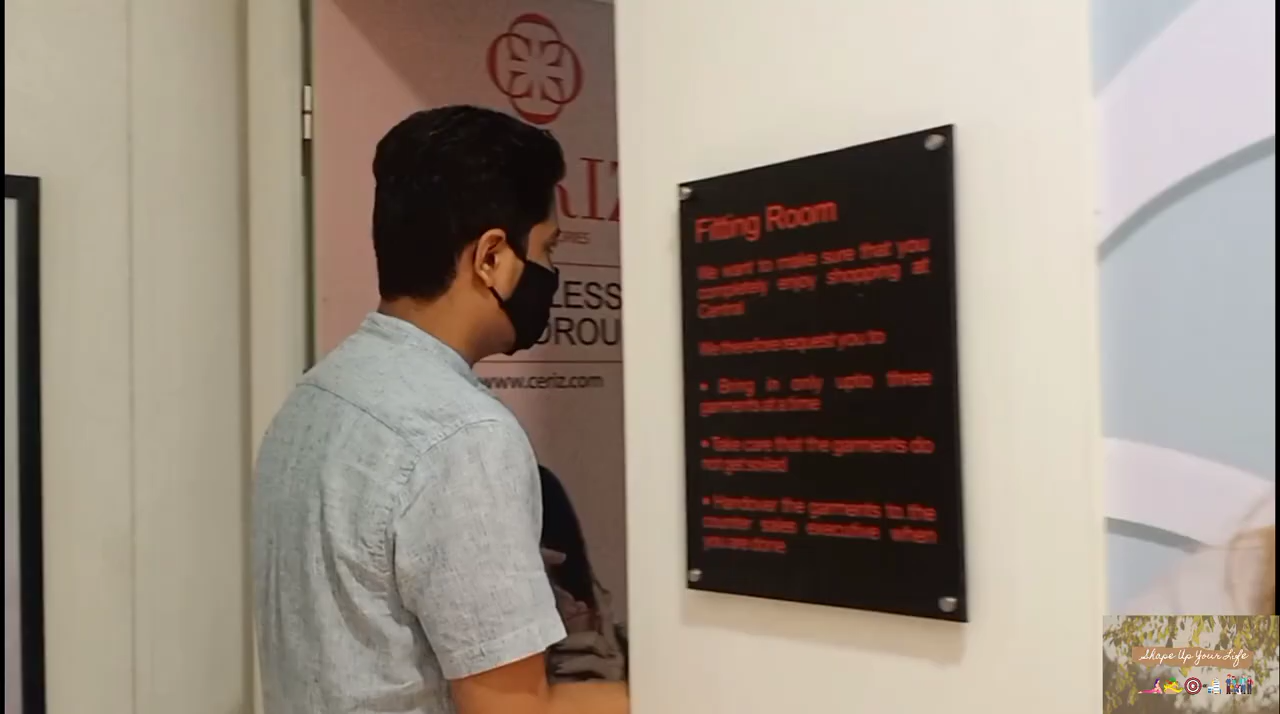 RIZ
ORIES
LESS
GROU
www.ceriz.com
Fitting Room
We want to make sure that you
completely enjoy shopping at
Central
We therefore request you to
• Bring in only upto three
garments at a time
• Take care that the garments do
not get soiled
• Handover the garments to the
counter sales executive when
you are done
Shape Up Your Life